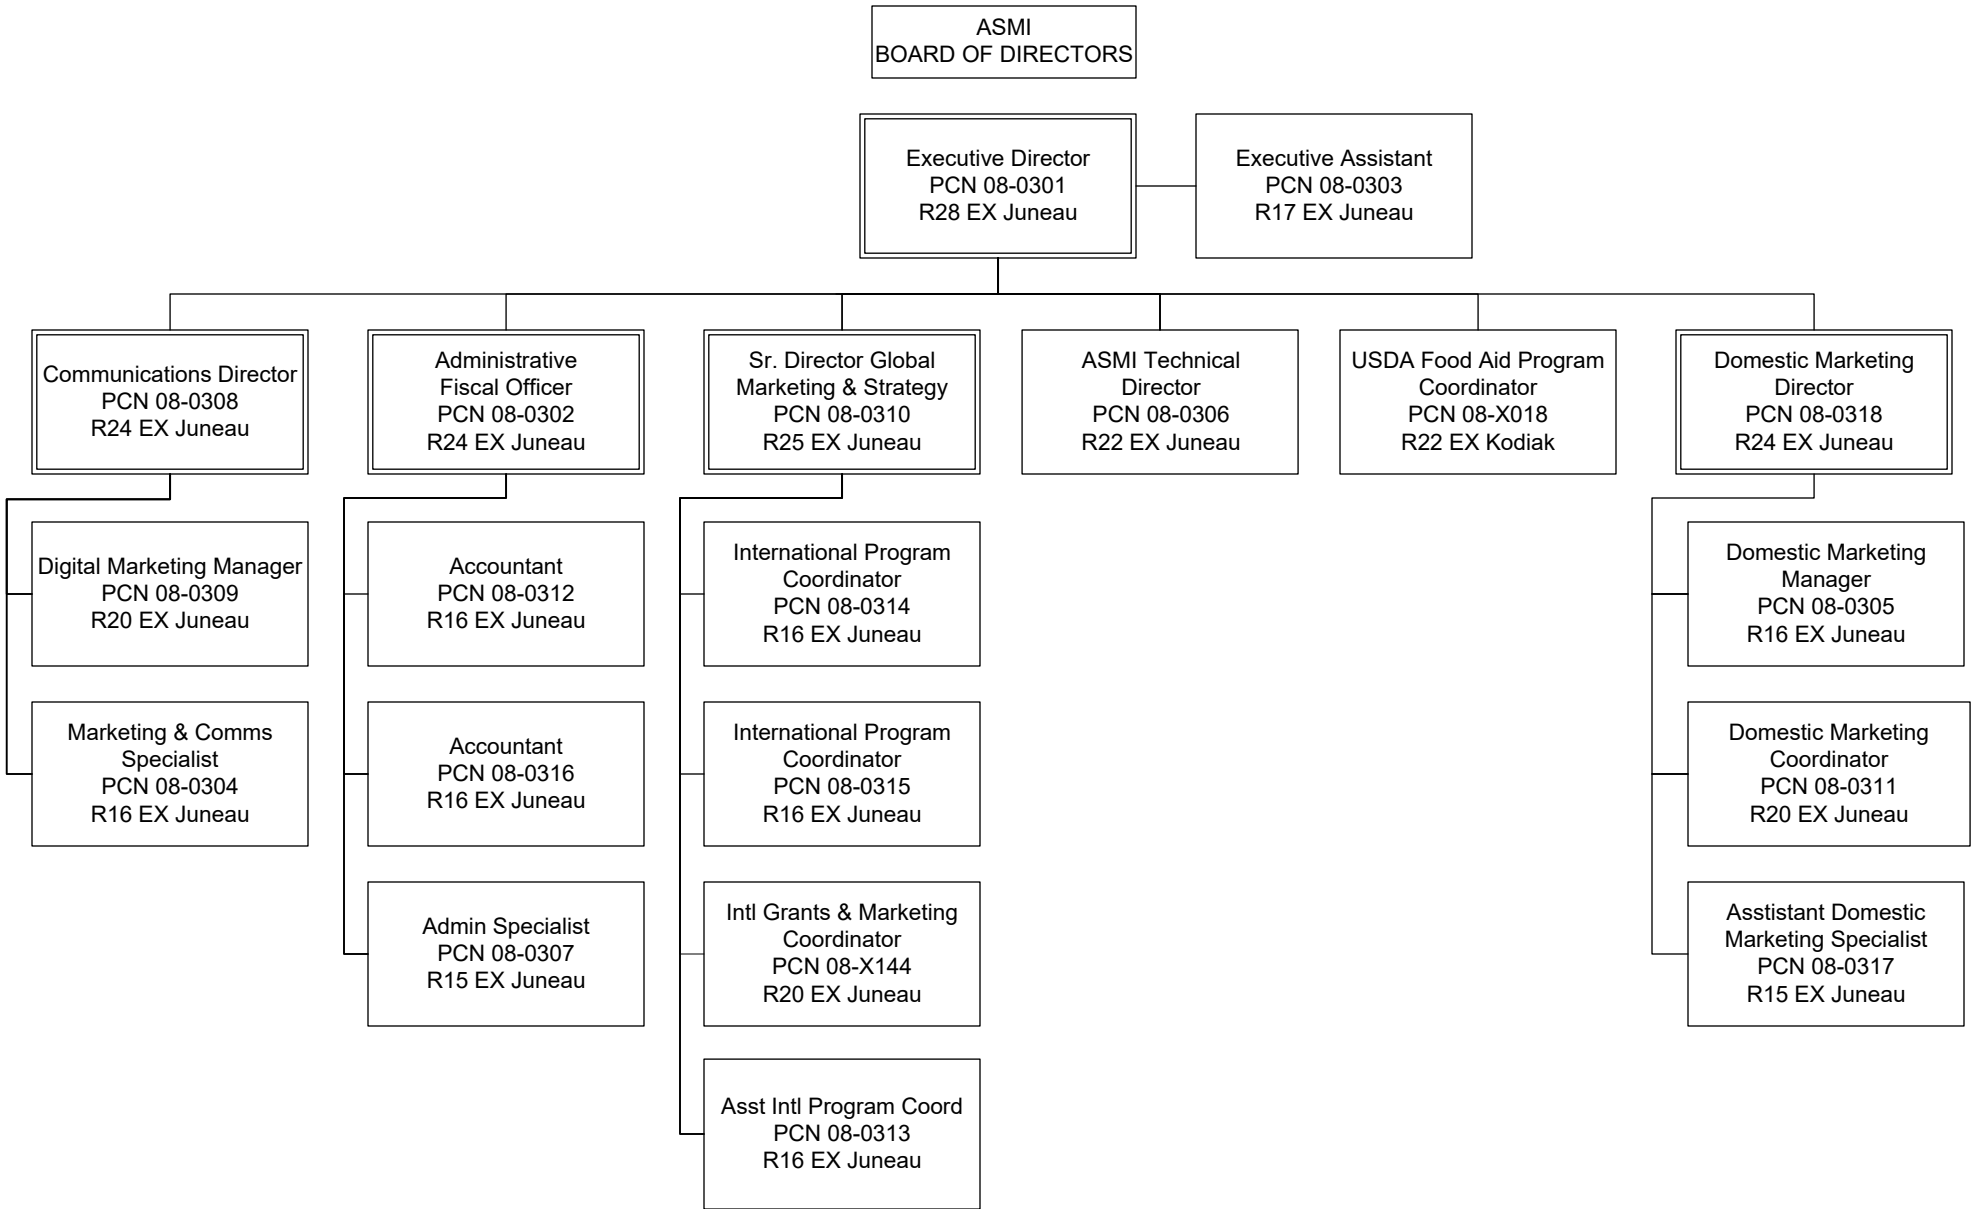 ASMI
BOARD OF DIRECTORS
Executive Director
PCN 08-0301
R28 EX Juneau
Executive Assistant
PCN 08-0303
R17 EX Juneau
Communications Director
PCN 08-0308
R24 EX Juneau
Administrative
Fiscal Officer
PCN 08-0302
R24 EX Juneau
Sr. Director Global
Marketing & Strategy
PCN 08-0310
R25 EX Juneau
ASMI Technical
Director
PCN 08-0306
R22 EX Juneau
USDA Food Aid Program
Coordinator
PCN 08-X018
R22 EX Kodiak
Domestic Marketing
Director
PCN 08-0318
R24 EX Juneau
Digital Marketing Manager
PCN 08-0309
R20 EX Juneau
Accountant
PCN 08-0312
R16 EX Juneau
International Program
Coordinator
PCN 08-0314
R16 EX Juneau
Domestic Marketing
Manager
PCN 08-0305
R16 EX Juneau
Marketing & Comms
Specialist
PCN 08-0304
R16 EX Juneau
Accountant
PCN 08-0316
R16 EX Juneau
International Program
Coordinator
PCN 08-0315
R16 EX Juneau
Domestic Marketing
Coordinator
PCN 08-0311
R20 EX Juneau
Admin Specialist
PCN 08-0307
R15 EX Juneau
Intl Grants & Marketing
Coordinator
PCN 08-X144
R20 EX Juneau
Asstistant Domestic
Marketing Specialist
PCN 08-0317
R15 EX Juneau
Asst Intl Program Coord
PCN 08-0313
R16 EX Juneau